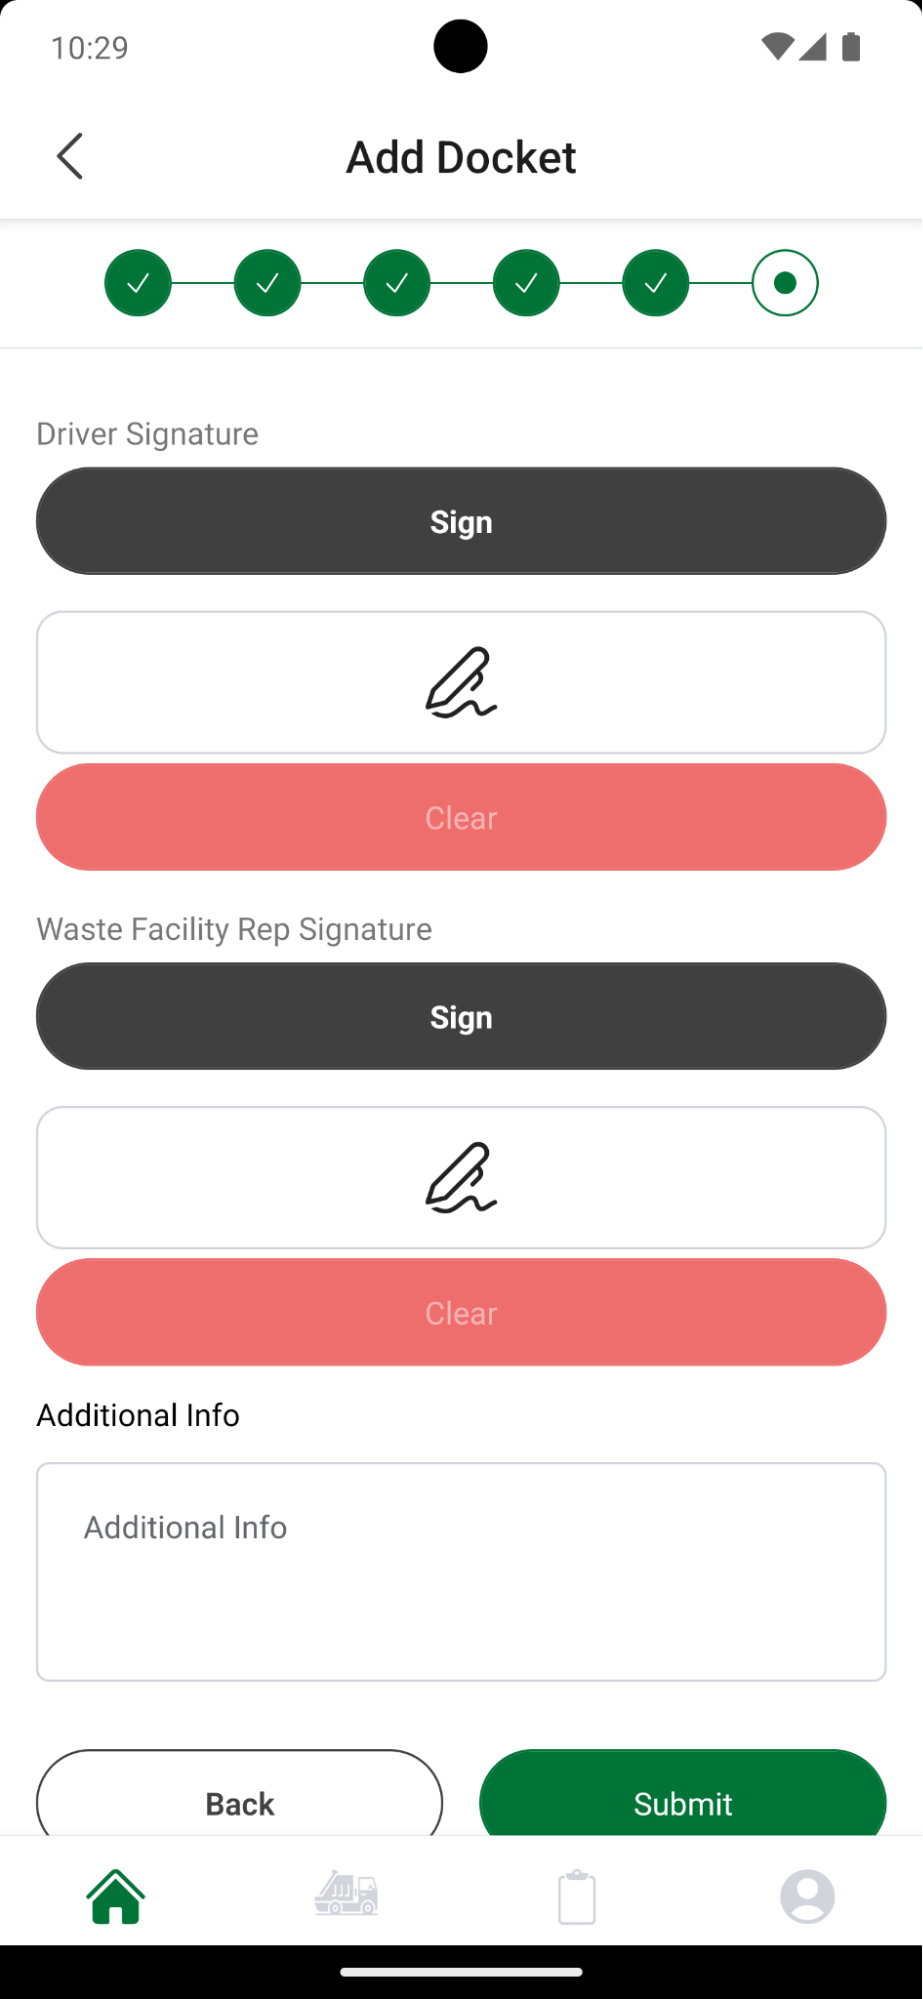 10:29
Add Docket
Driver Signature
Sign
Clear
Waste Facility Rep Signature
Sign
Clear
Additional Info
Additional Info
Back
Submit